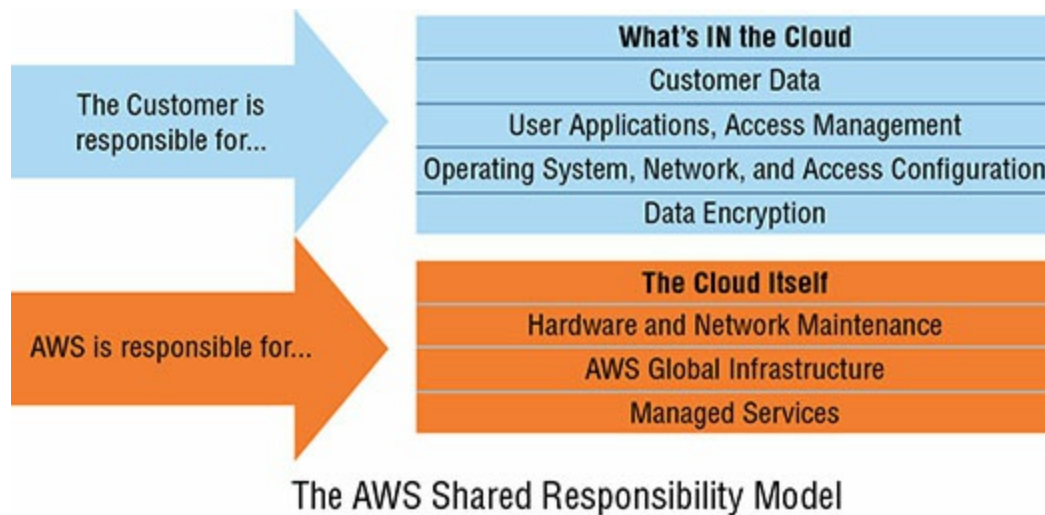 The Customer is
responsible for...
What's IN the Cloud
Customer Data
User Applications, Access Management
Operating System, Network, and Access Configuration
Data Encryption
AWS is responsible for...
The Cloud Itself
Hardware and Network Maintenance
AWS Global Infrastructure
Managed Services
The AWS Shared Responsibility Model